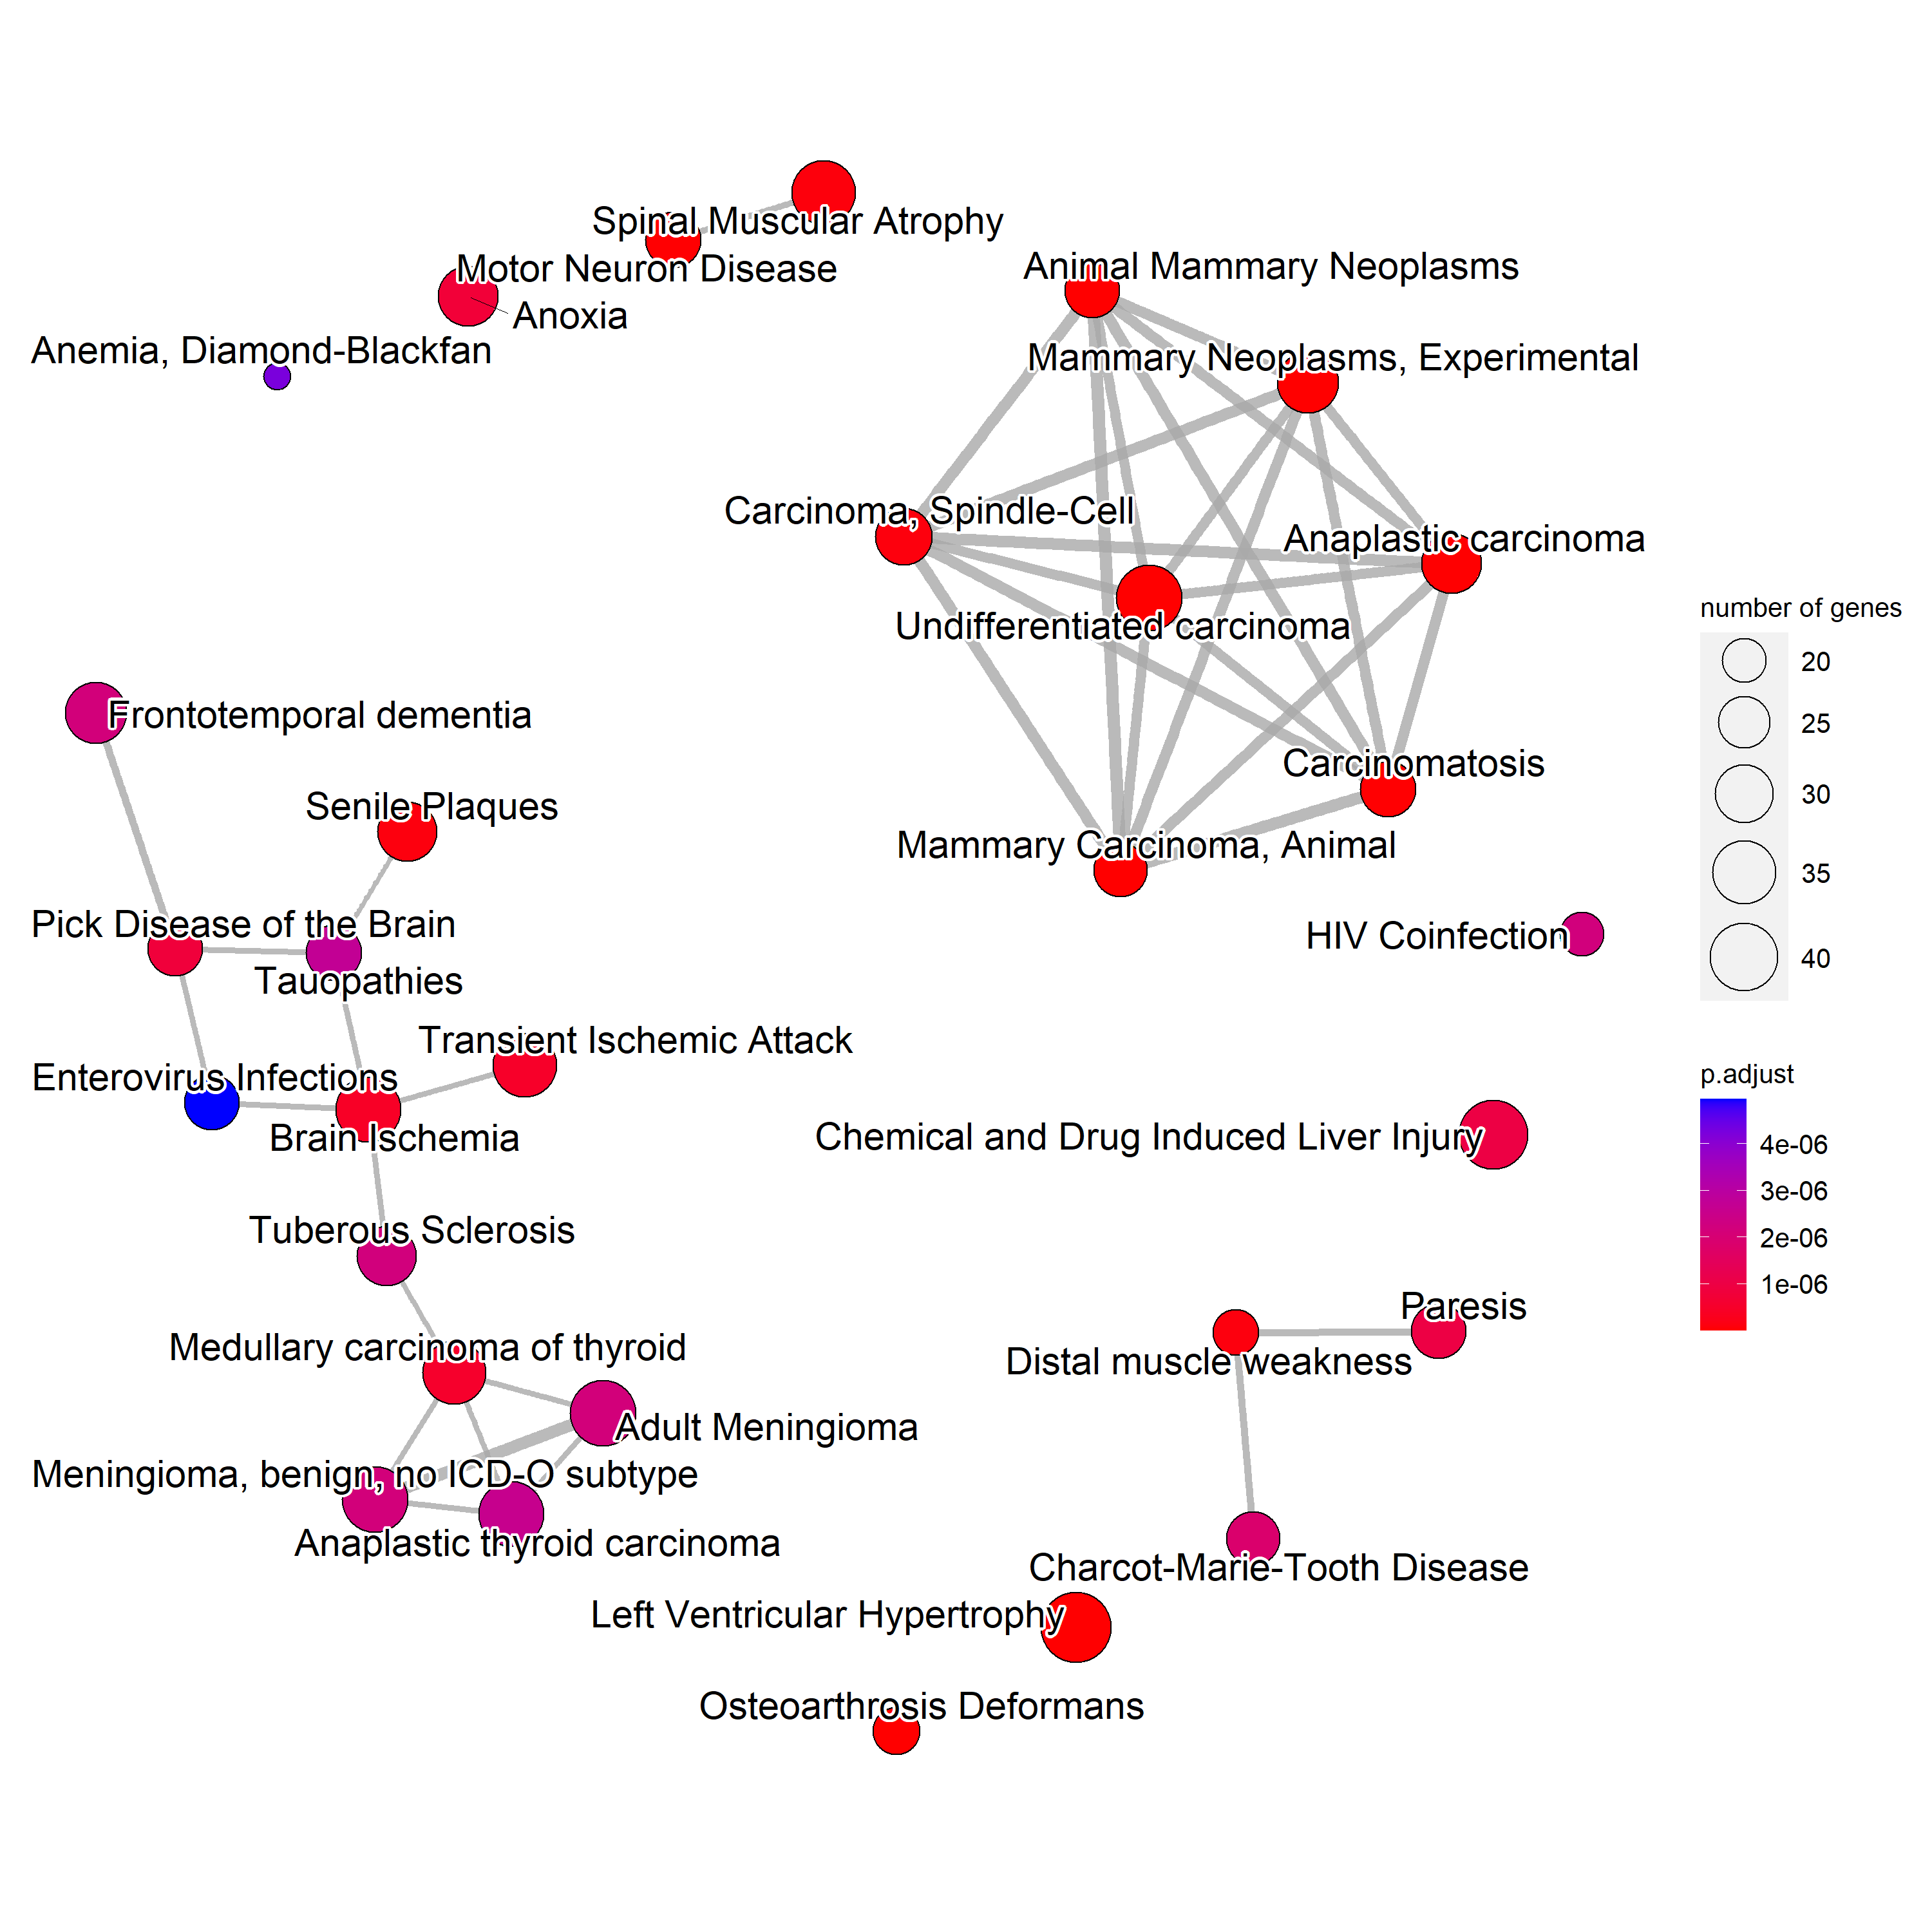 Spinal Muscular Atrophy
Motor Neuron Disease
Anoxia
Anemia, Diamond-Blackfan
Animal Mammary Neoplasms
Mammary Neoplasms, Experimental
Carcinoma, Spindle-Cell
Anaplastic carcinoma
Undifferentiated carcinoma
Carcinomatosis
Mammary Carcinoma, Animal
HIV Coinfection
Frontotemporal dementia
Senile Plaques
Pick Disease of the Brain
Tauopathies
Transient Ischemic Attack
Enterovirus Infections
Brain Ischemia
Tuberous Sclerosis
Medullary carcinoma of thyroid
Adult Meningioma
Meningioma, benign, no ICD-O subtype
Anaplastic thyroid carcinoma
Chemical and Drug Induced Liver Injury
Paresis
Distal muscle weakness
Charcot-Marie-Tooth Disease
Left Ventricular Hypertrophy
Osteoarthrosis Deformans
number of genes
20
25
30
35
40
p.adjust
4e-06
3e-06
2e-06
1e-06